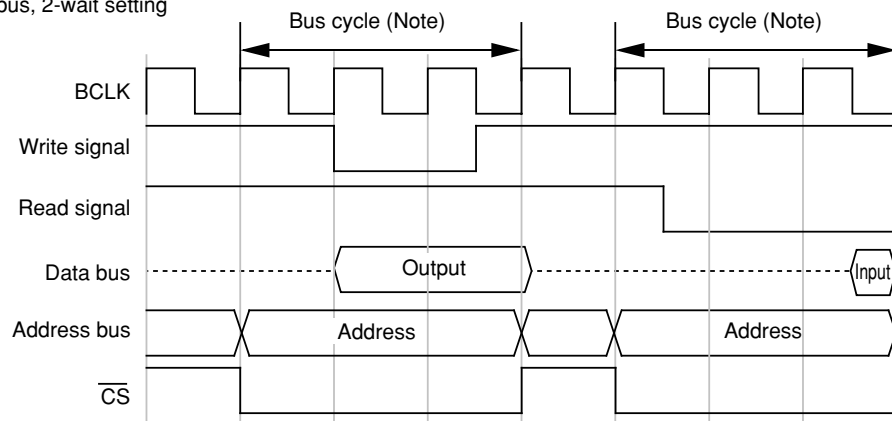 bus, 2-wait setting
Bus cycle (Note) Bus cycle (Note)
BCLK
Write signal
Read signal
Data bus Output Input
Address bus Address Address
CS